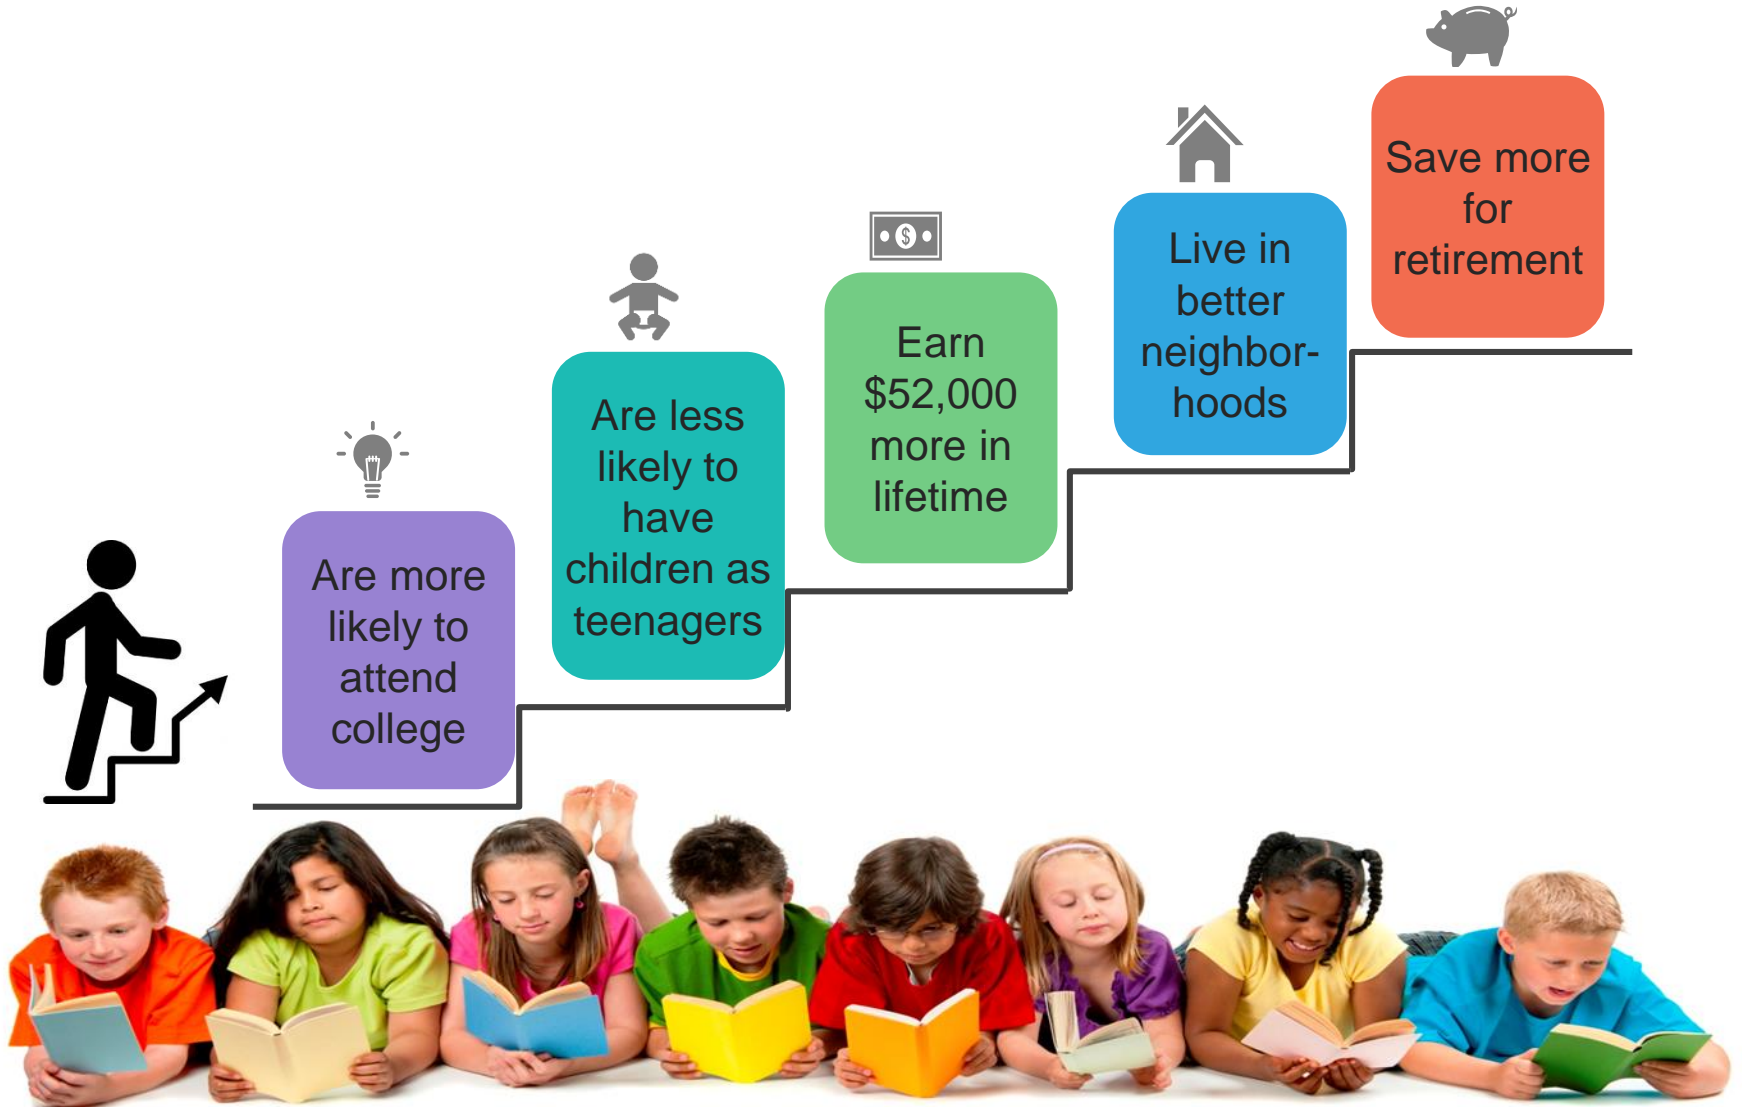 Are more
likely to
attend
college
Are less
likely to
have
children as
teenagers
$
Earn
$52,000
more in
lifetime
Live in
better
neighbor-
hoods
Save more
for
retirement